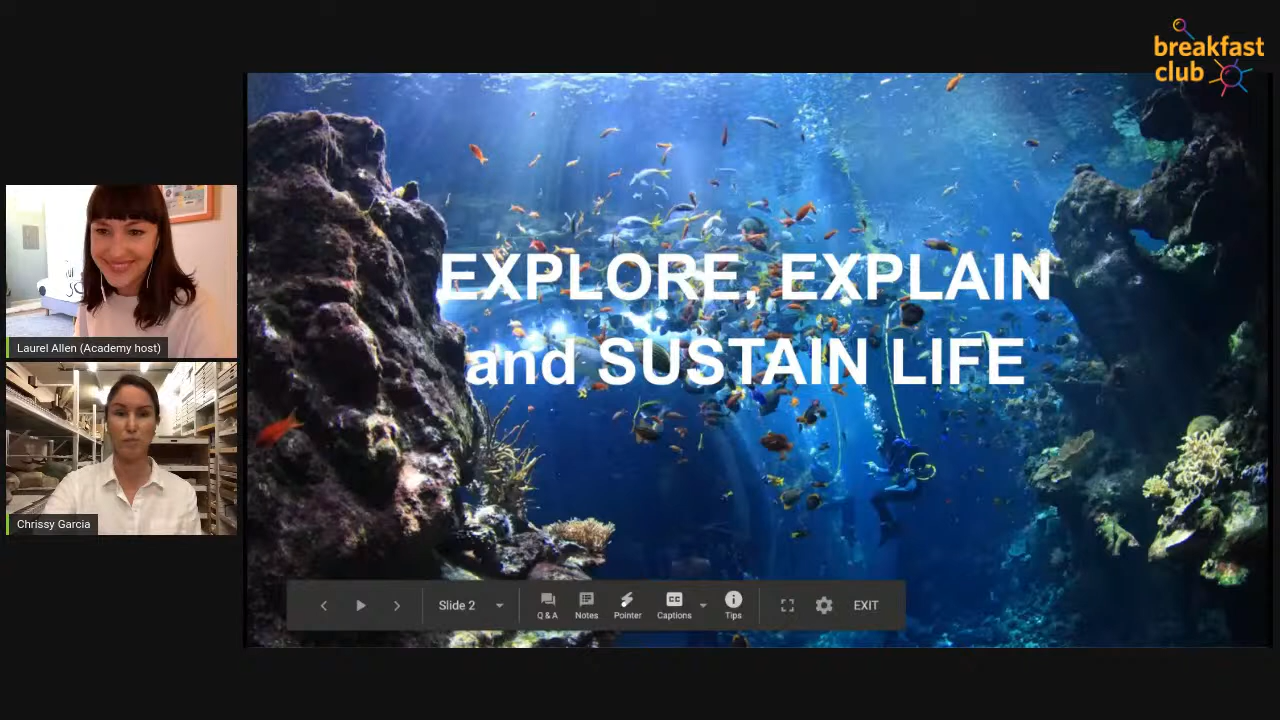 breakfast
club
EXPLORE, EXPLAIN
and SUSTAIN LIFE
Laurel Allen (Academy host)
Chrissy Garcia
Slide 2
Q & A
Notes
Pointer
CC
Captions
Tips
EXIT